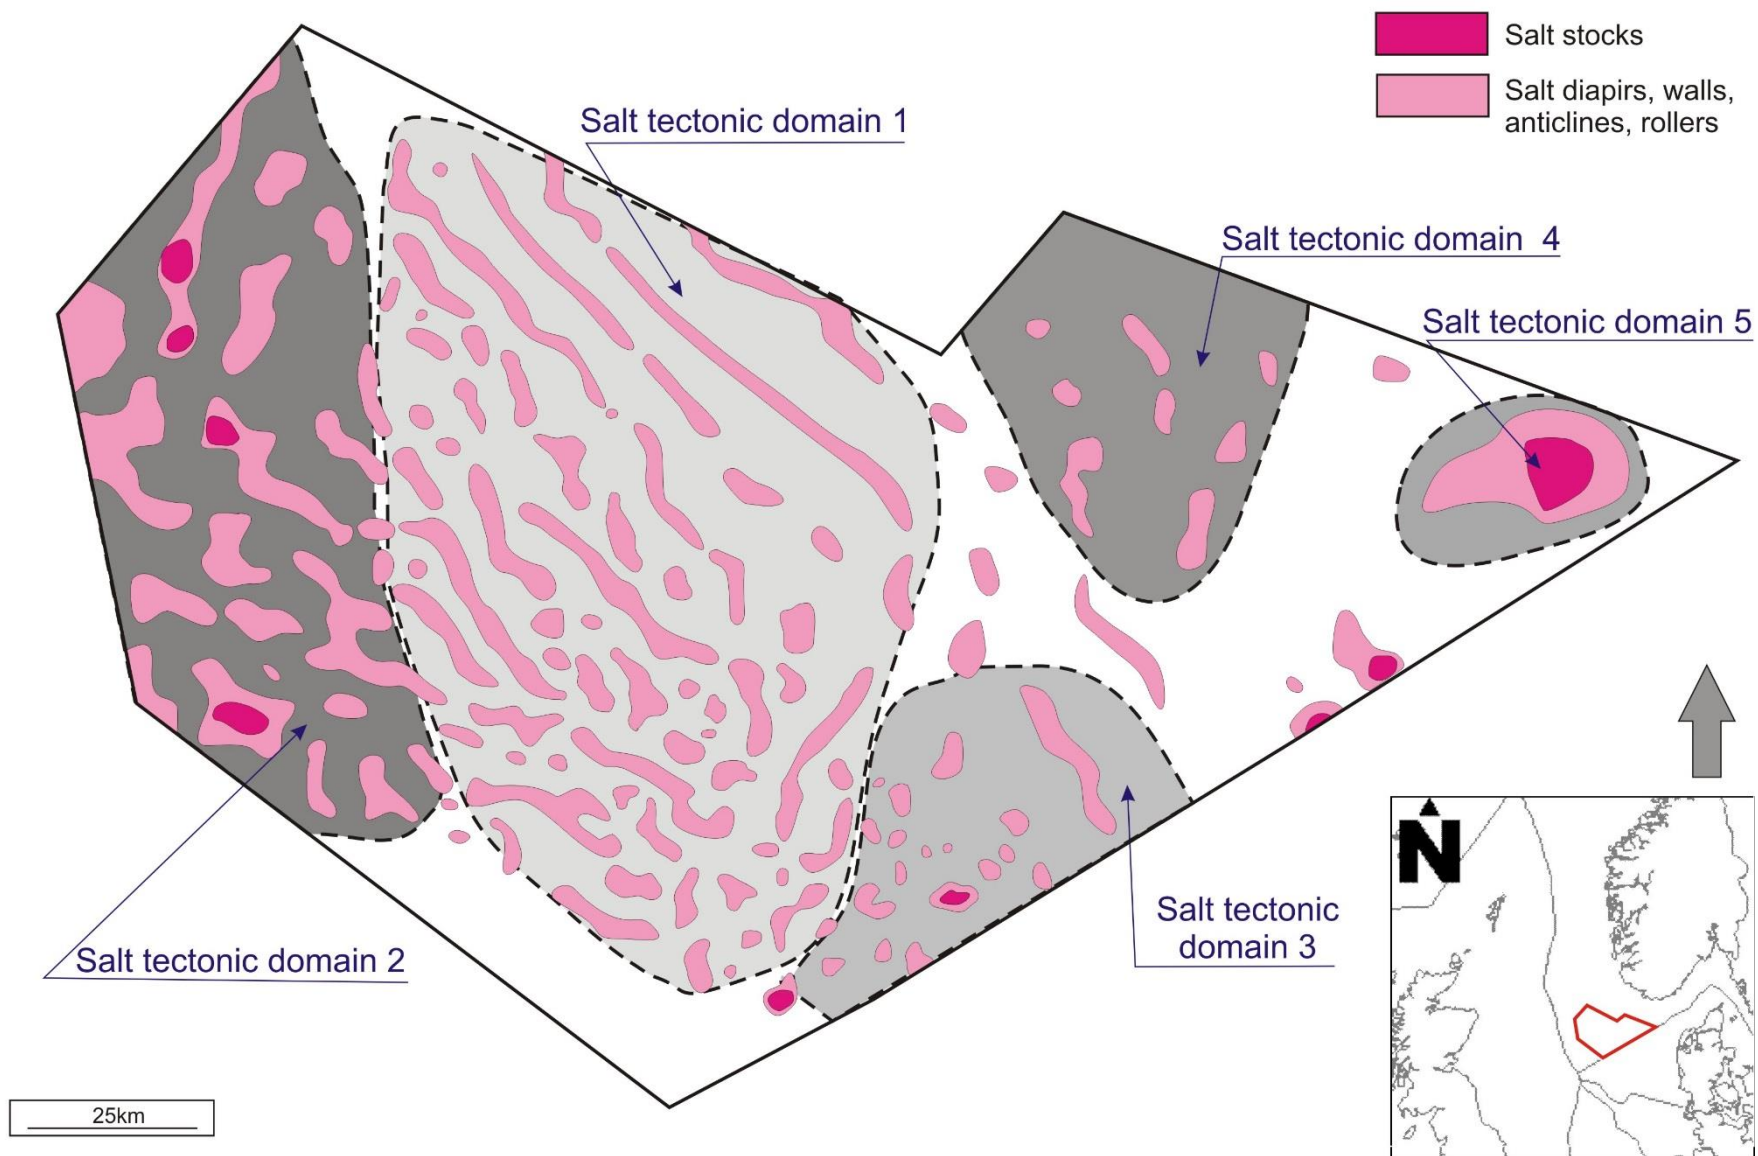 Salt stocks
Salt diapirs, walls,
anticlines, rollers
Salt tectonic domain 1
Salt tectonic domain 4
Salt tectonic domain 5
Salt tectonic
domain 3
Salt tectonic domain 2
N
25km